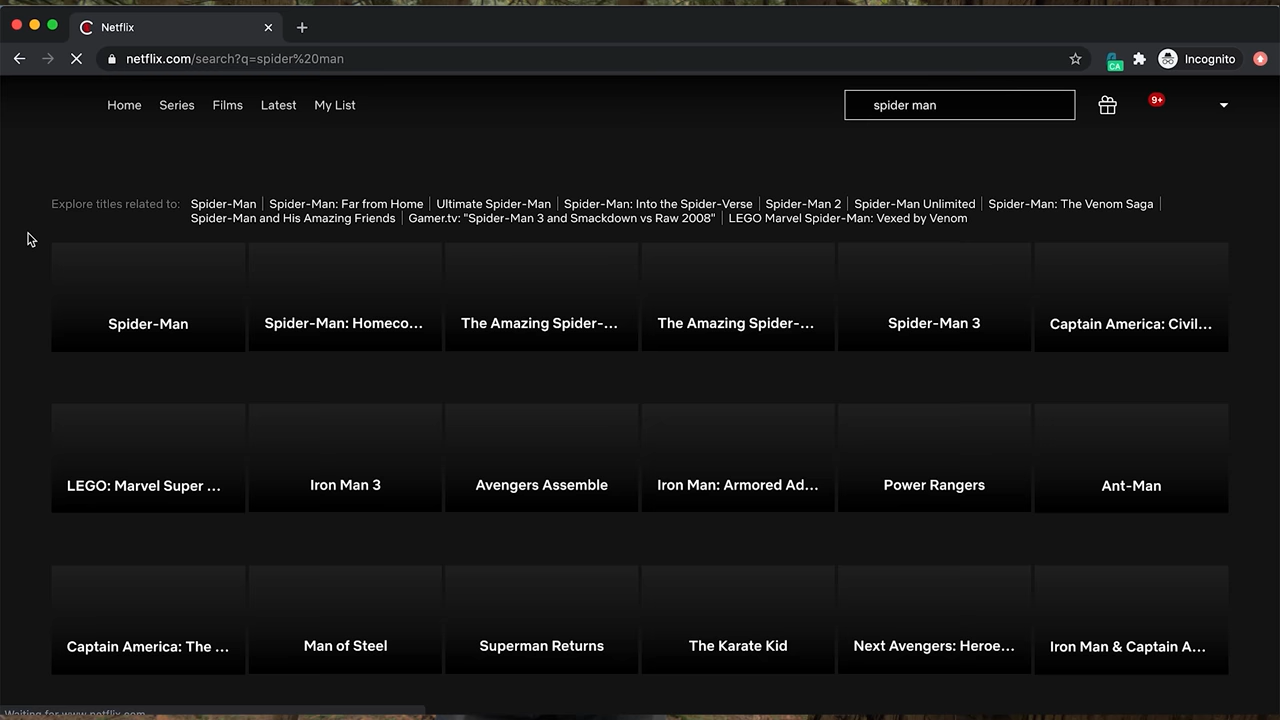 Netflix
netflix.com/search?q=spider%20man
CA
Incognito
Home Series Films Latest My List
spider man
9+
Explore titles related to: Spider-Man | Spider-Man: Far from Home | Ultimate Spider-Man | Spider-Man: Into the Spider-Verse | Spider-Man 2 | Spider-Man Unlimited | Spider-Man: The Venom Saga |
Spider-Man and His Amazing Friends | Gamer.tv: "Spider-Man 3 and Smackdown vs Raw 2008" | LEGO Marvel Spider-Man: Vexed by Venom
Spider-Man Spider-Man: Homeco... The Amazing Spider-... The Amazing Spider-... Spider-Man 3 Captain America: Civil...
LEGO: Marvel Super ... Iron Man 3 Avengers Assemble Iron Man: Armored Ad... Power Rangers Ant-Man
Captain America: The ... Man of Steel Superman Returns The Karate Kid Next Avengers: Heroe... Iron Man & Captain A...
Waiting for www.netflix.com